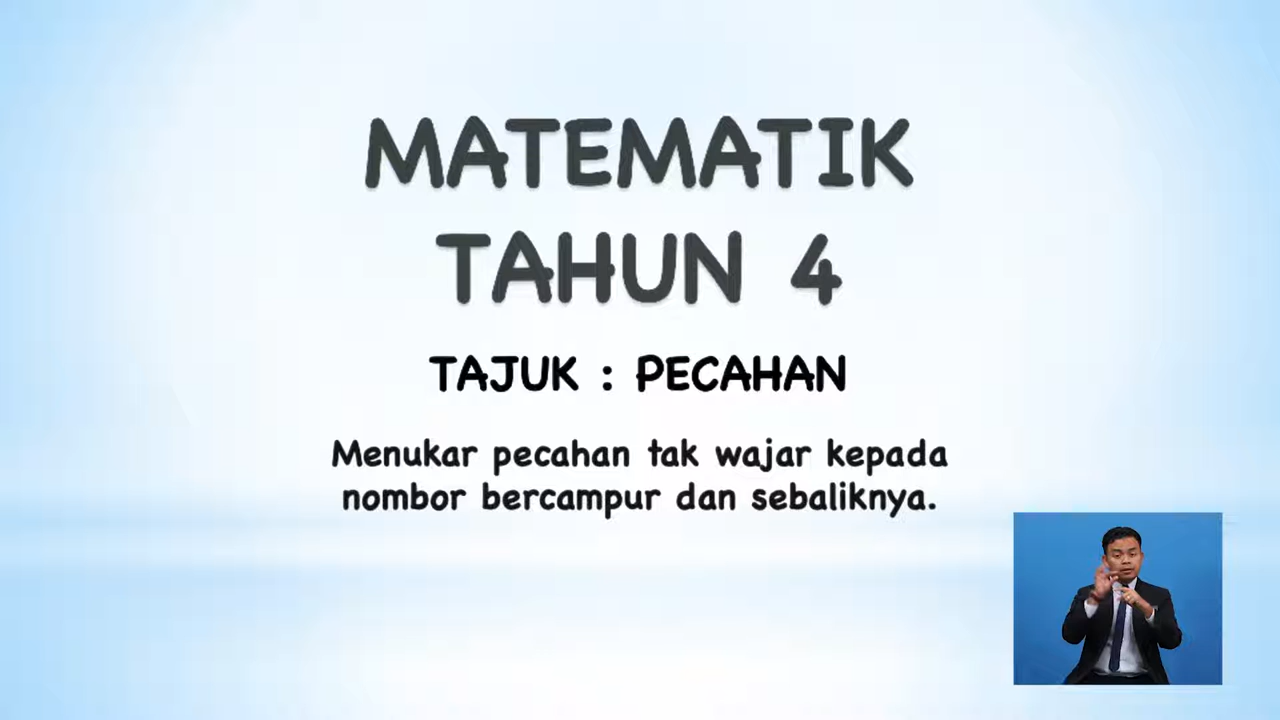 MATEMATIK
TAHUN 4
TAJUK : PECAHAN
Menukar pecahan tak wajar kepada
nombor bercampur dan sebaliknya.